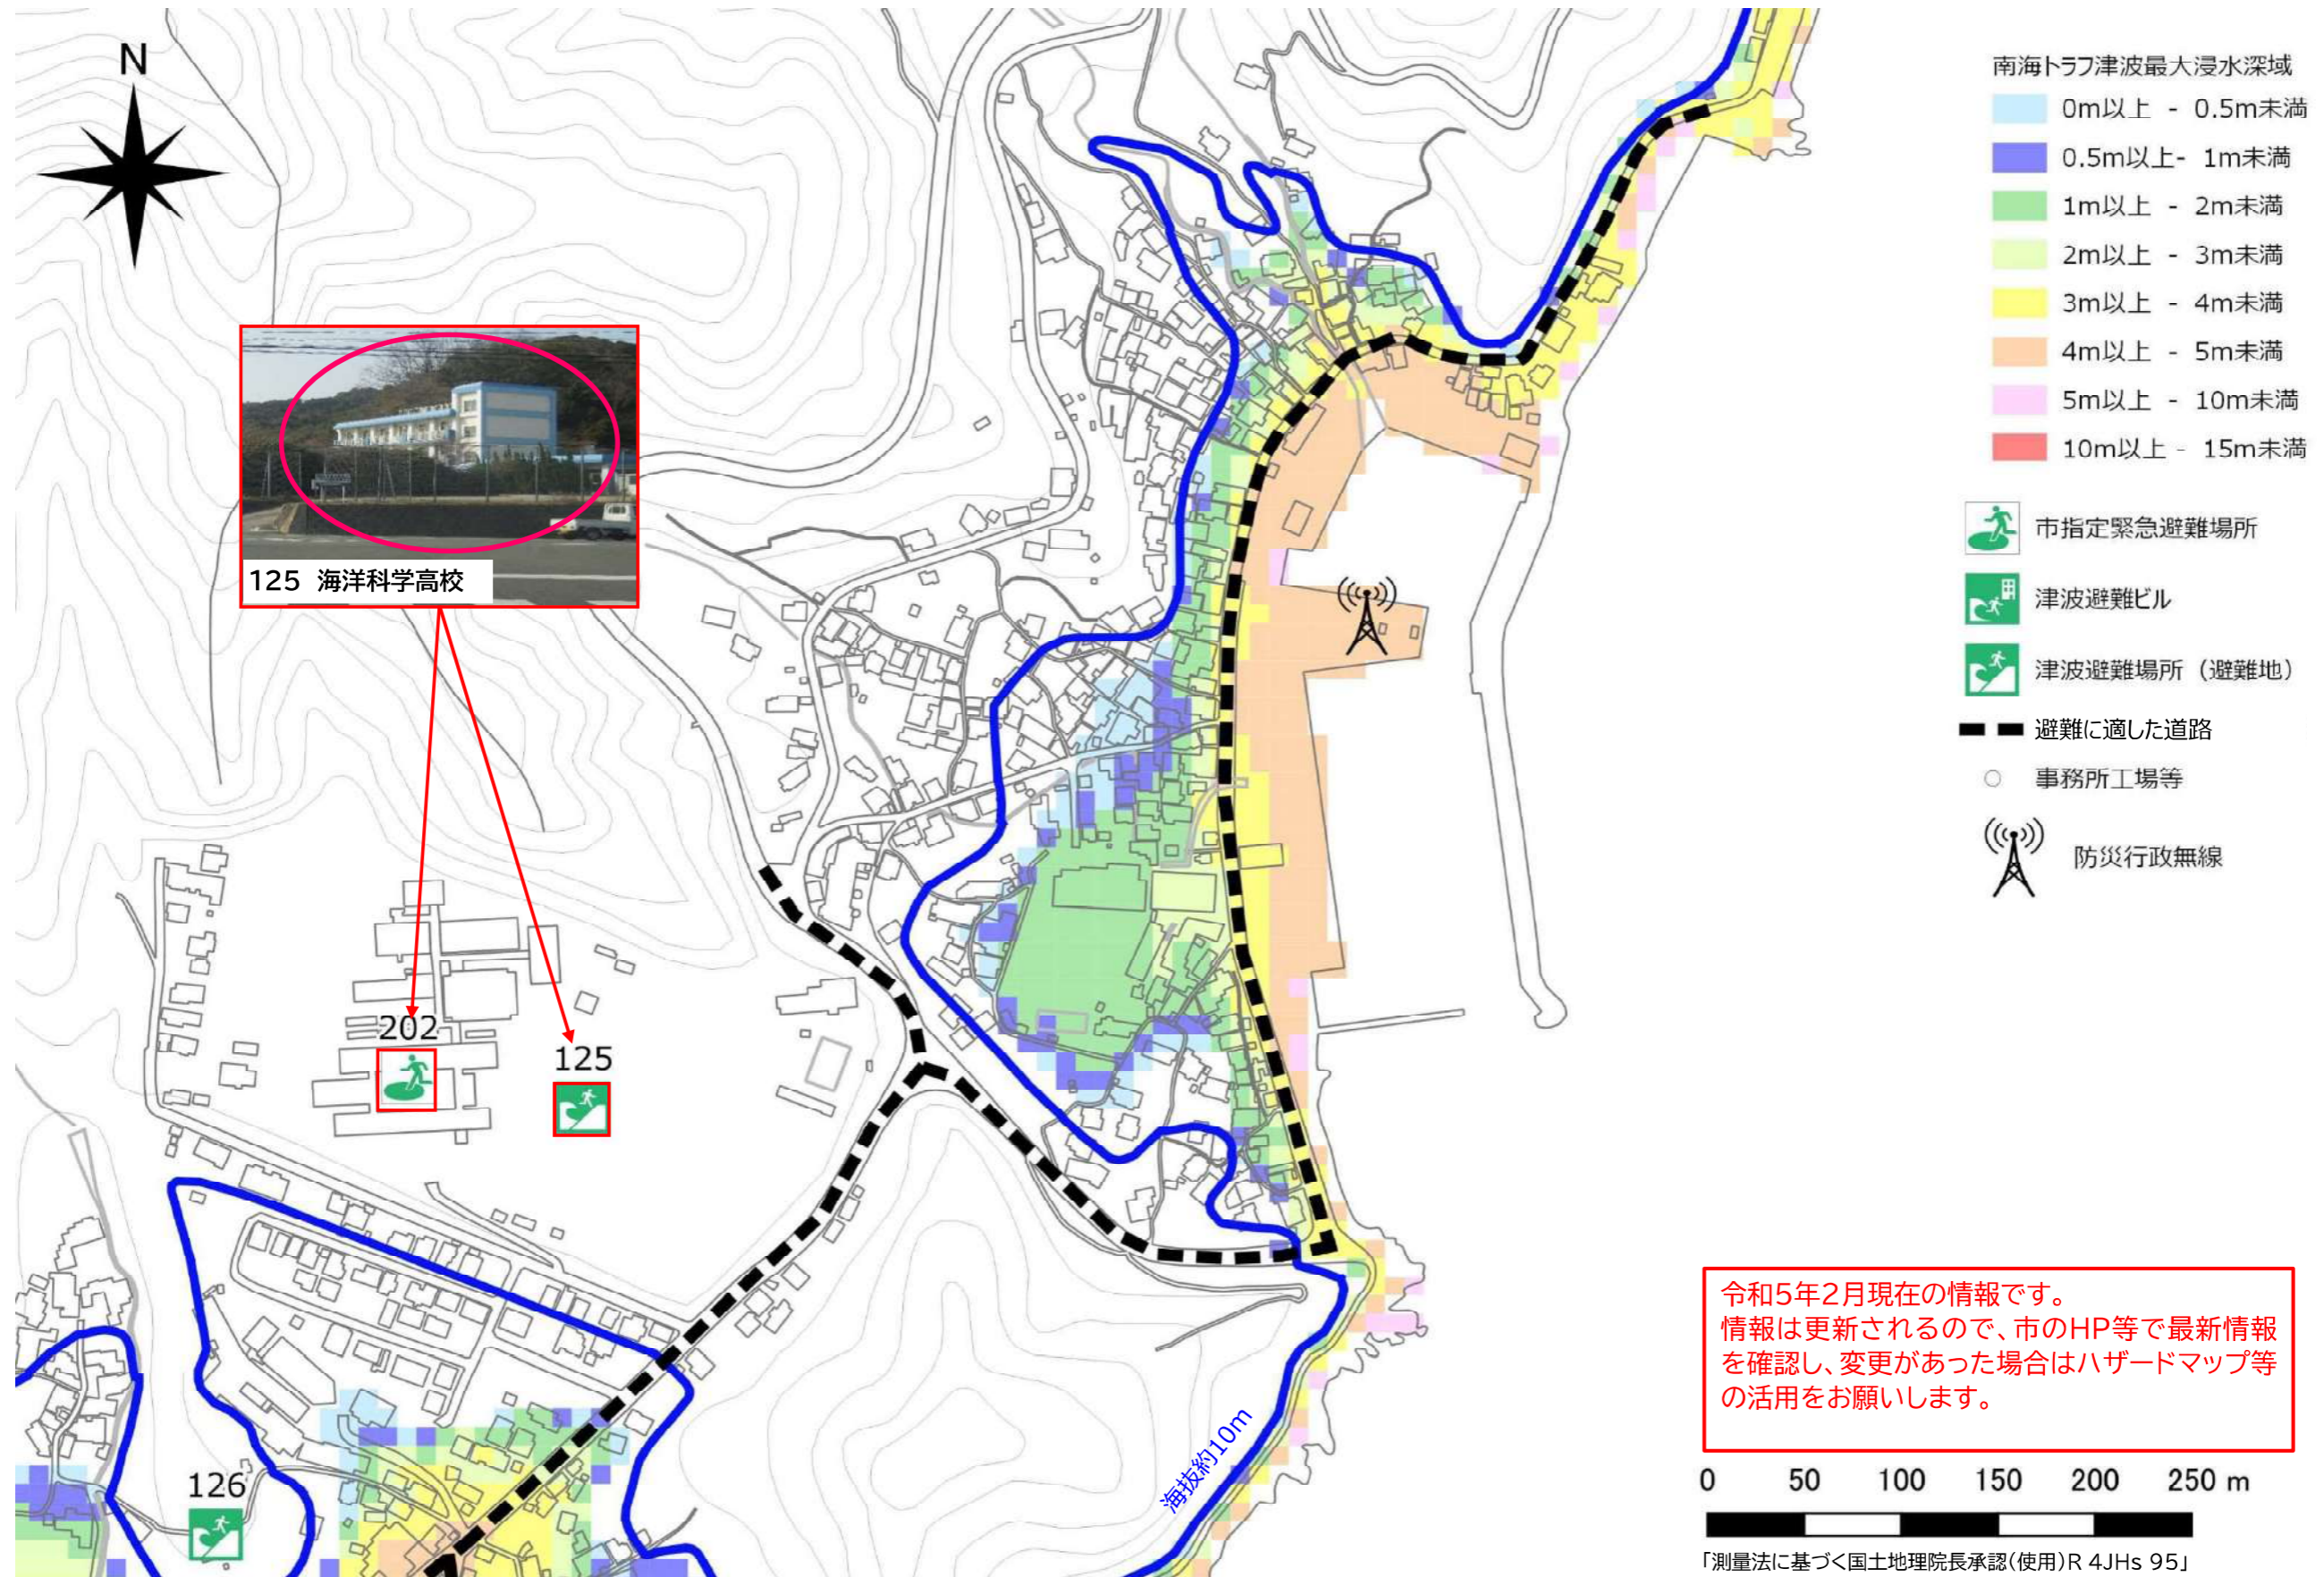 N
南海トラフ津波最大浸水深域
0m以上 - 0.5m未満
0.5m以上- 1m未満
1m以上 - 2m未満
2m以上 - 3m未満
3m以上 - 4m未満
4m以上 - 5m未満
5m以上 - 10m未満
10m以上 - 15m未満
市指定緊急避難場所
津波避難ビル
津波避難場所（避難地）
避難に適した道路
事務所工場等
防災行政無線
125 海洋科学高校
202
125
126
海抜約10m
令和5年2月現在の情報です。
情報は更新されるので、市のHP等で最新情報
を確認し、変更があった場合はハザードマップ等
の活用をお願いします。
0 50 100 150 200 250 m
「測量法に基づく国土地理院長承認(使用)R 4JHs 95」